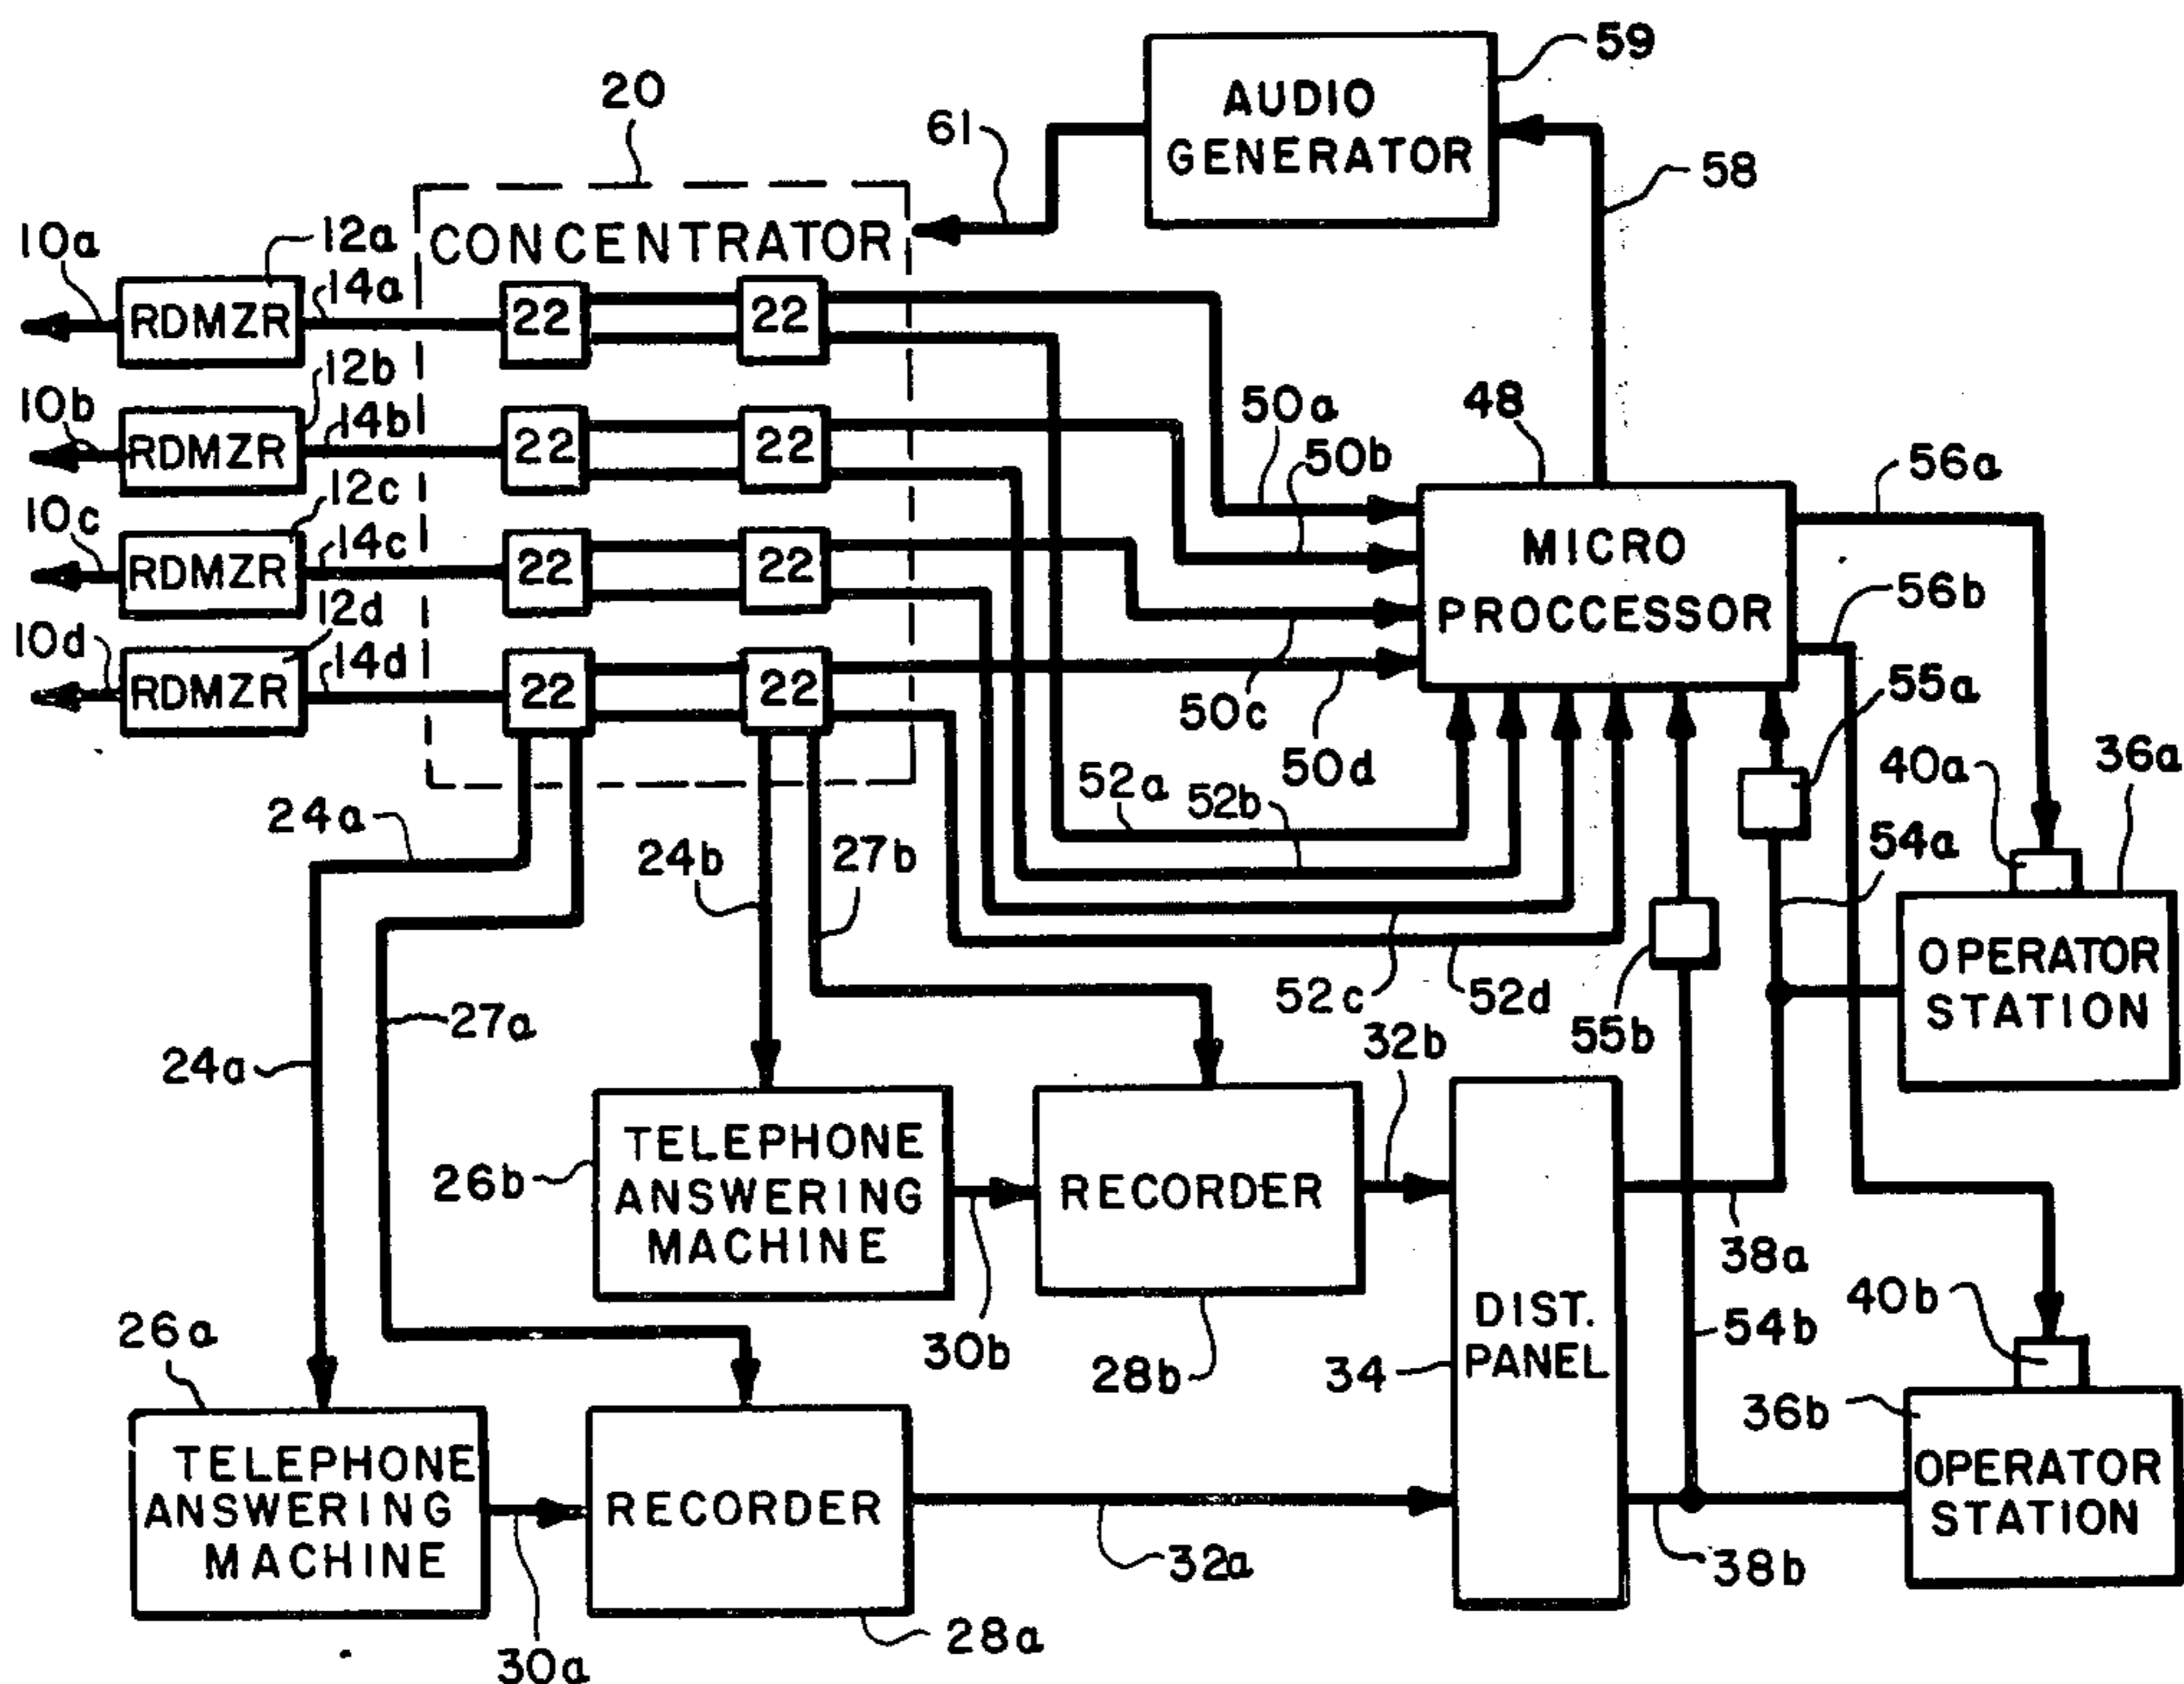 59
20
AUDIO
GENERATOR
61
58
CONCENTRATOR
10a
12a
14a
RDMZR
22
22
12b
50a
48
10b
14b
50b
56a
RDMZR
22
22
12c
10c
14c
MICRO
PROCCESSOR
RDMZR
22
22
56b
12d
10d
14d
RDMZR
22
22
50c
55a
50d
36a
40a
52a
52b
24a
24b
27b
54a
OPERATOR
STATION
52c
52d
27a
55b
32b
24a
TELEPHONE
ANSWERING
MACHINE
26b
RECORDER
38a
40b
DIST.
PANEL
54b
26a
30b
28b
34
36b
TELEPHONE
ANSWERING
MACHINE
RECORDER
OPERATOR
STATION
32a
38b
28a
30a